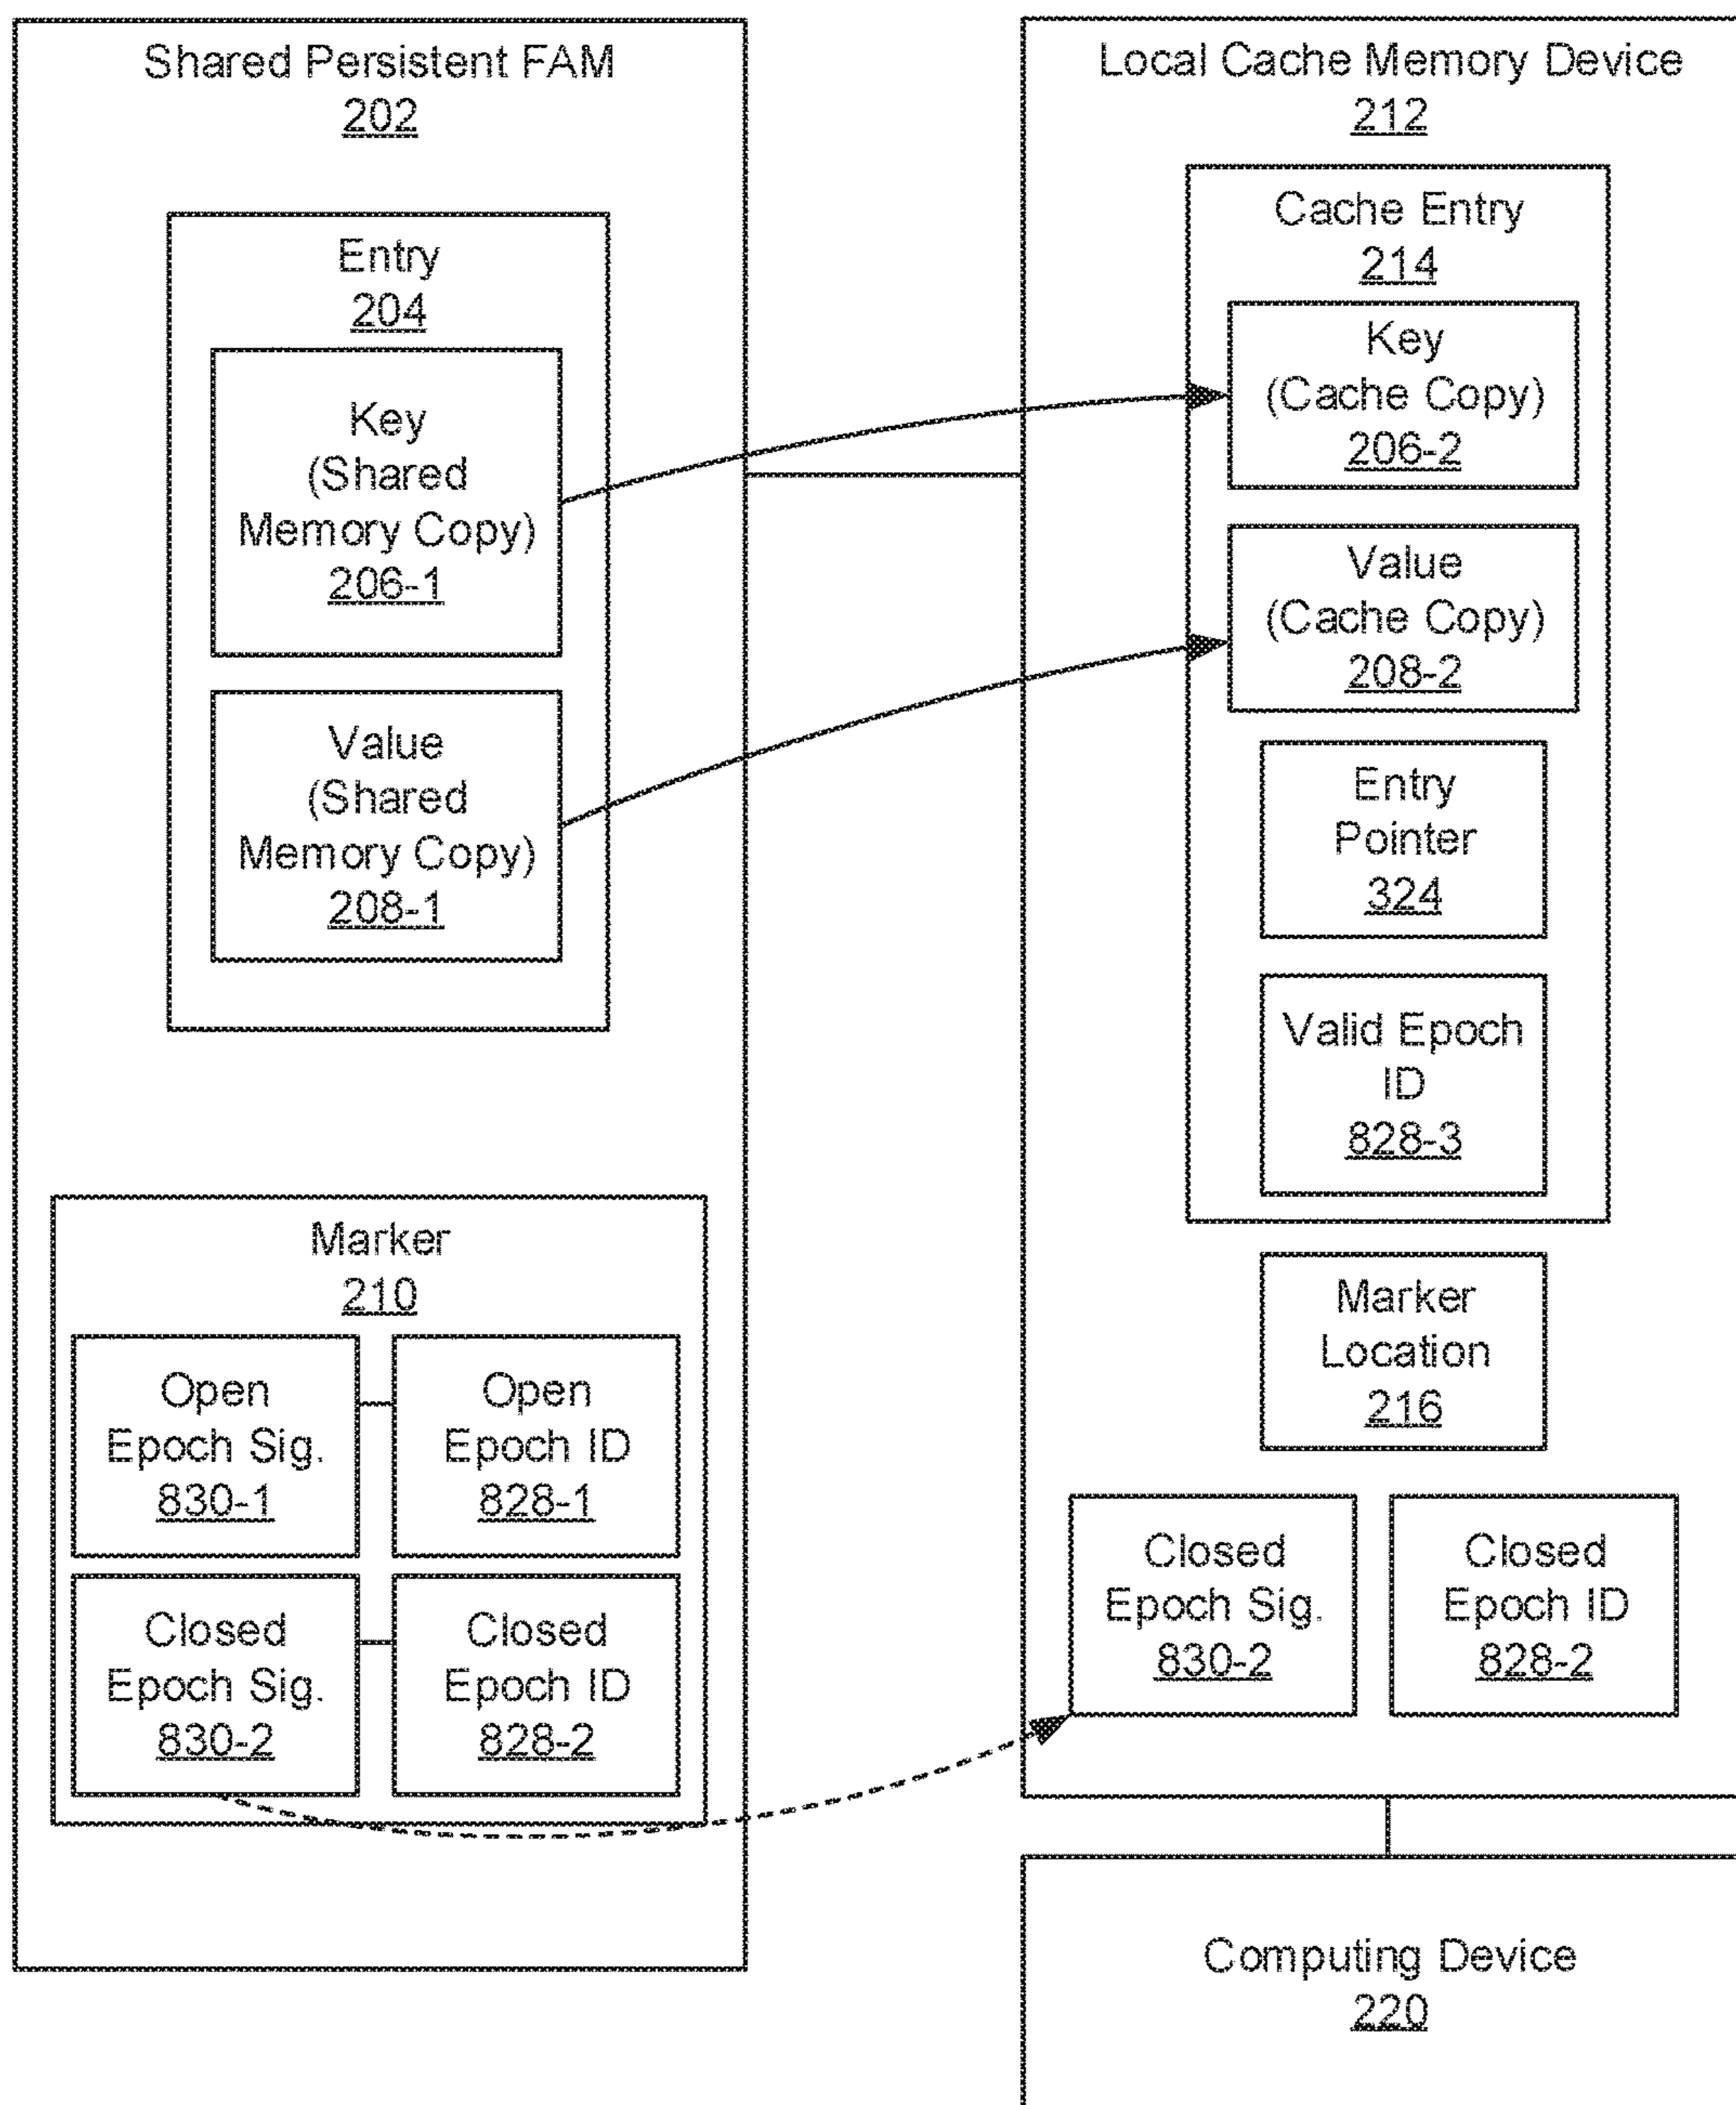 Shared Persistent FAM
202
Entry
204
Key
(Shared
Memory Copy)
206-1
Value
(Shared
Memory Copy)
208-1
Marker
210
Open
Epoch Sig.
830-1
Open
Epoch ID
828-1
Closed
Epoch Sig.
830-2
Closed
Epoch ID
828-2
Local Cache Memory Device
212
Cache Entry
214
Key
(Cache Copy)
206-2
Value
(Cache Copy)
208-2
Entry
Pointer
324
Valid Epoch
ID
828-3
Marker
Location
216
Closed
Epoch Sig.
830-2
Closed
Epoch ID
828-2
Computing Device
220